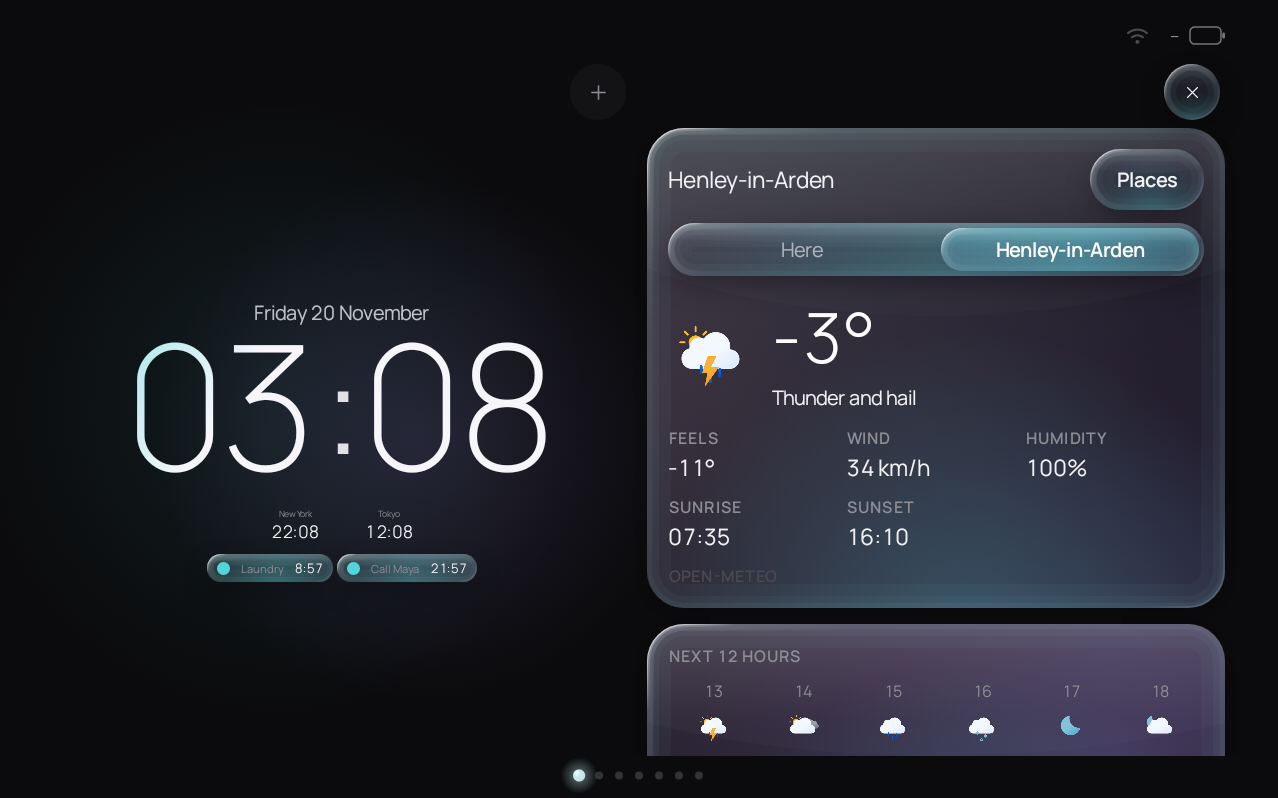 Henley-in-Arden
Places
Here
Henley-in-Arden
-3°
Thunder and hail
FEELS
WIND
HUMIDITY
-11°
34 km/h
100%
SUNRISE
SUNSET
07:35
16:10
OPEN-METEO
Friday 20 November
03:08
New York
Tokyo
22:08
12:08
Laundry 8:57
Call Maya 21:57
NEXT 12 HOURS
13 14 15 16 17 18